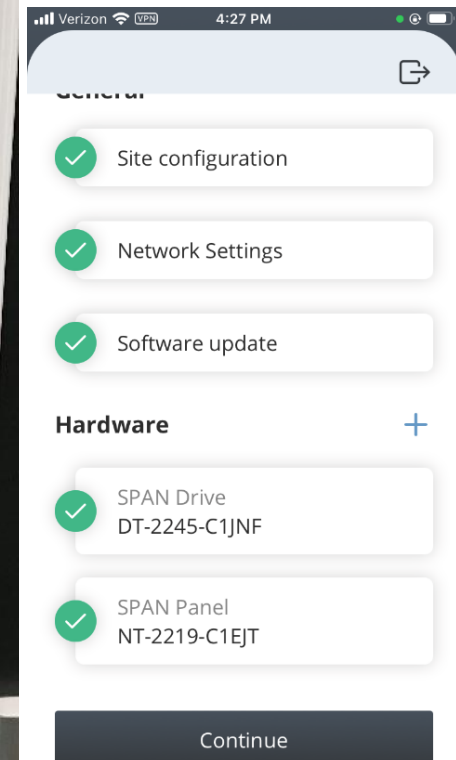 Verizon VPN 4:27 PM
General
Site configuration
Network Settings
Software update
Hardware
SPAN Drive
DT-2245-C1JNF
SPAN Panel
NT-2219-C1EJT
Continue